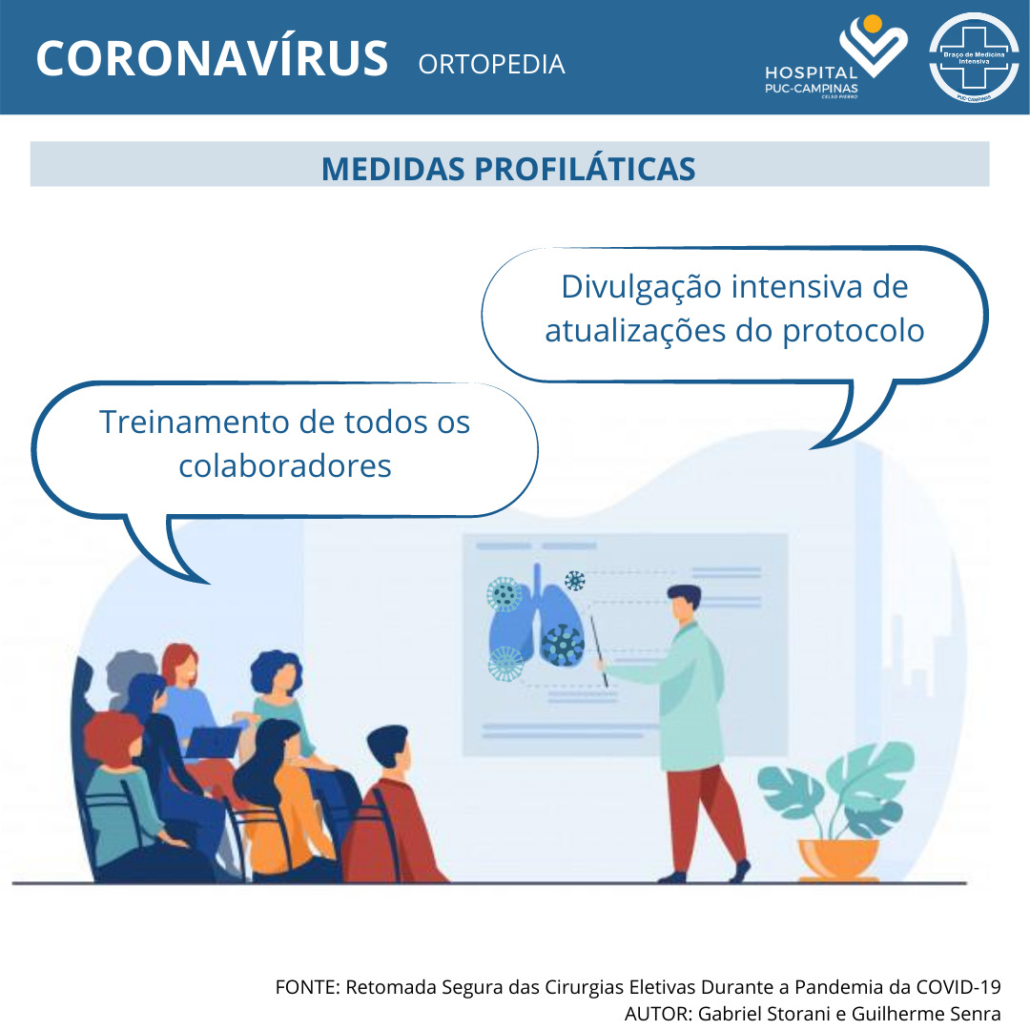 CORONAVÍRUS ORTOPEDIA
HOSPITAL
PUC-CAMPINAS
CELSO PIERRO
Braço de Medicina
Intensiva
PUC-CAMPINAS
MEDIDAS PROFILÁTICAS
Divulgação intensiva de
atualizações do protocolo
Treinamento de todos os
colaboradores
FONTE: Retomada Segura das Cirurgias Eletivas Durante a Pandemia da COVID-19
AUTOR: Gabriel Storani e Guilherme Senra